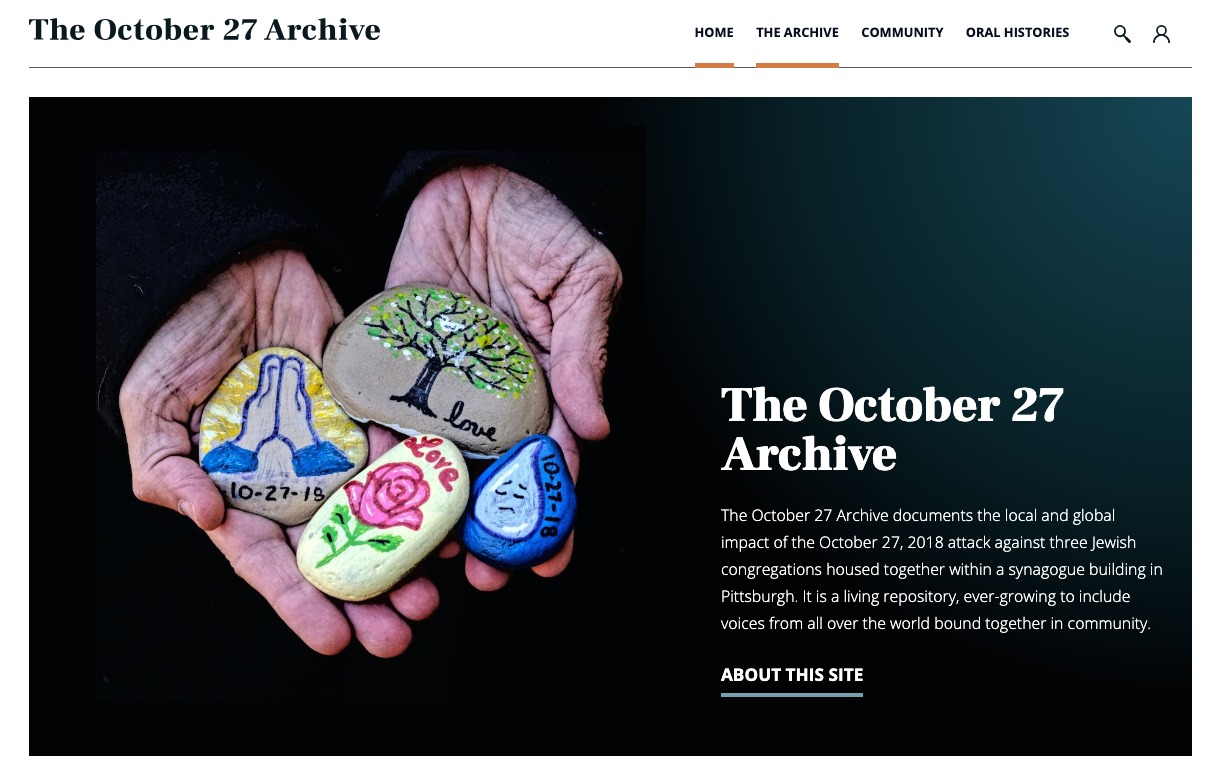 The October 27 Archive
HOME THE ARCHIVE COMMUNITY ORAL HISTORIES
love
Love
10-27-18
10-27-18
The October 27
Archive
The October 27 Archive documents the local and global
impact of the October 27, 2018 attack against three Jewish
congregations housed together within a synagogue building in
Pittsburgh. It is a living repository, ever-growing to include
voices from all over the world bound together in community.
ABOUT THIS SITE